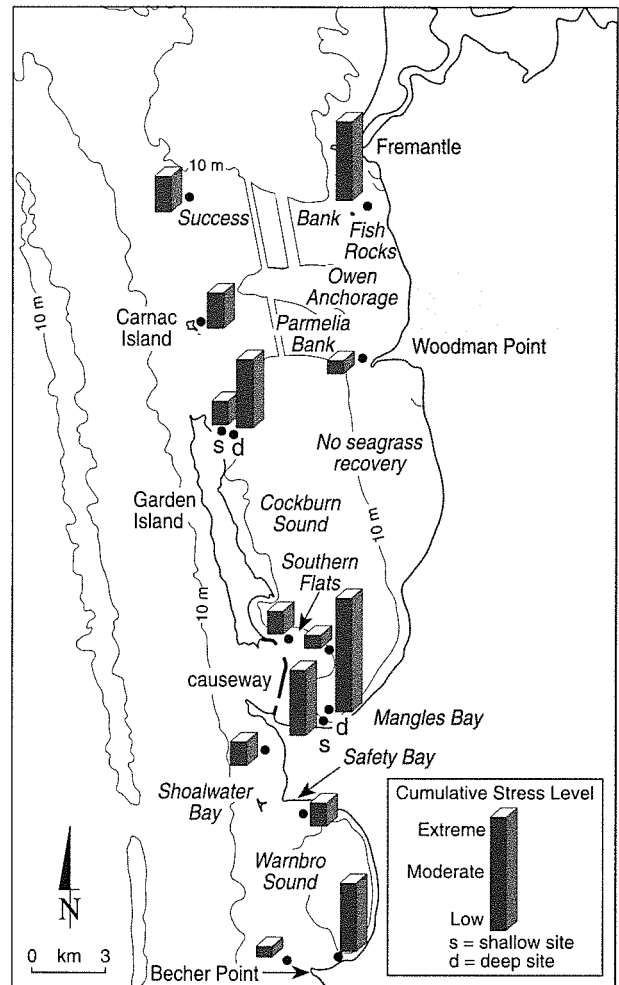 Fremantle
10 m
Success
Bank
Fish
Rocks
Owen
Anchorage
10 m
Carnac
Island
Parmelia
Bank
Woodman Point
s d
No seagrass
recovery
Garden
Island
Cockburn
Sound
10 m
Southern
Flats
10 m
causeway
d
s
Mangles Bay
Safety Bay
Shoalwater
Bay
Warnbro
Sound
Becher Point
N
0 km 3
Cumulative Stress Level
Extreme
Moderate
Low
s = shallow site
d = deep site